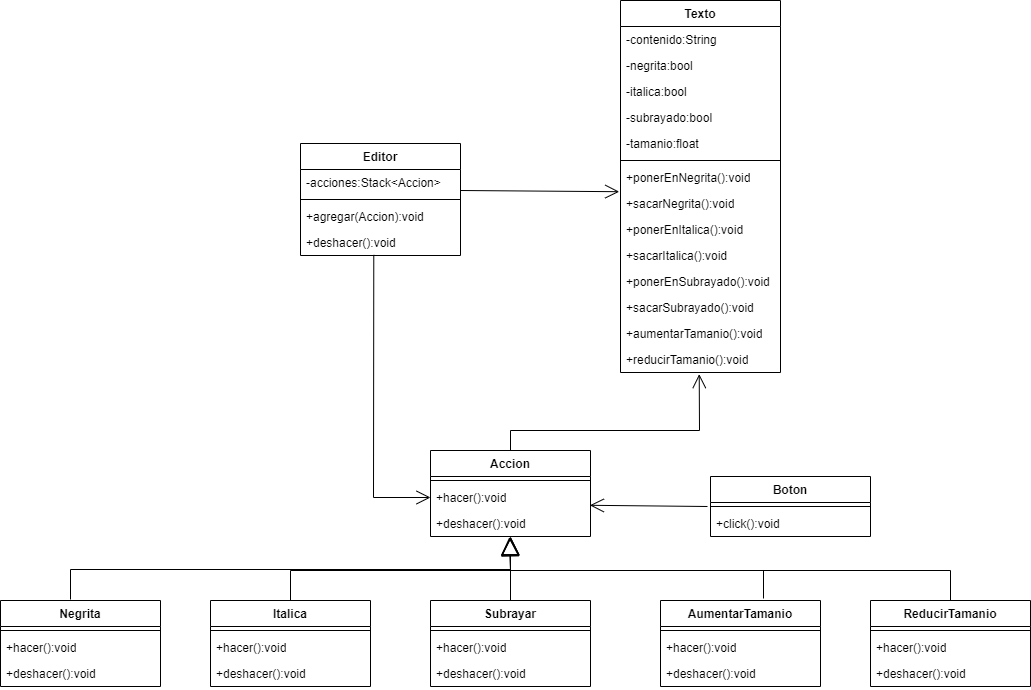 Texto
-contenido:String
-negrita:bool
-italica:bool
-subrayado:bool
-tamanio:float
+ponerEnNegrita():void
+sacarNegrita():void
+ponerEnItalica():void
+sacarItalica():void
+ponerEnSubrayado():void
+sacarSubrayado():void
+aumentarTamanio():void
+reducirTamanio():void
Editor
-acciones:Stack<Accion>
+agregar(Accion):void
+deshacer():void
Accion
+hacer():void
+deshacer():void
Boton
+click():void
Negrita
+hacer():void
+deshacer():void
Italica
+hacer():void
+deshacer():void
Subrayar
+hacer():void
+deshacer():void
AumentarTamanio
+hacer():void
+deshacer():void
ReducirTamanio
+hacer():void
+deshacer():void